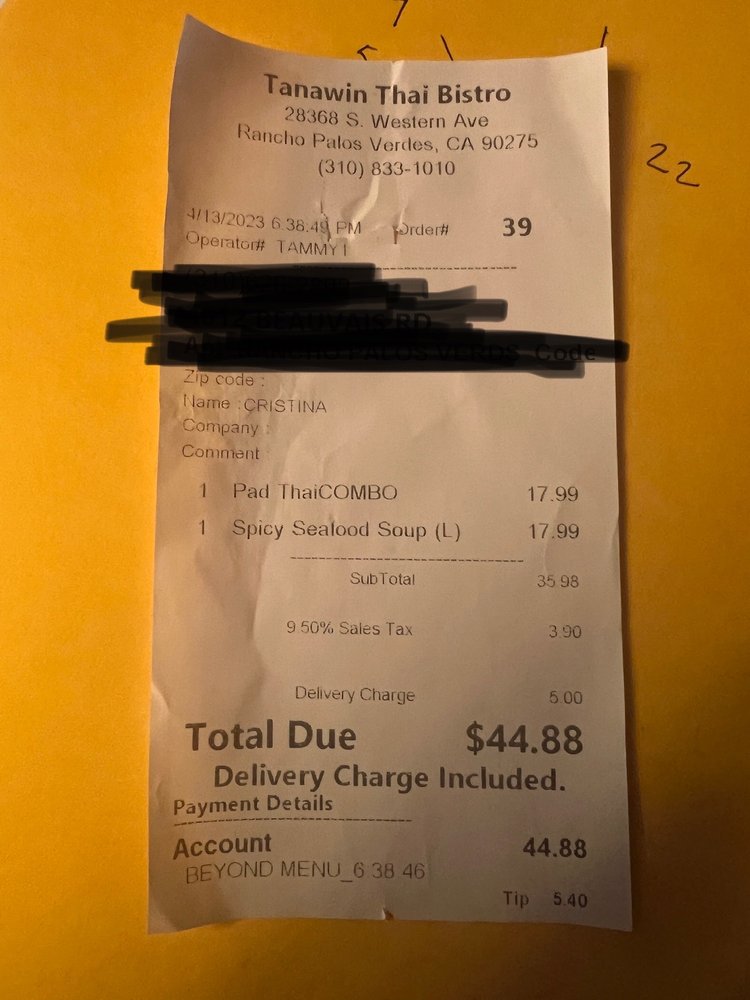 22
Tanawin Thai Bistro
28368 S. Western Ave
Rancho Palos Verdes, CA 90275
(310) 833-1010
4/13/2023 6:38:49 PM Order# 39
Operator# TAMMY I
Zip code :
Name :CRISTINA
Company :
Comment :
1 Pad ThaiCOMBO 17.99
1 Spicy Seafood Soup (L) 17.99
SubTotal 35.98
9.50% Sales Tax 3.90
Delivery Charge 5.00
Total Due $44.88
Delivery Charge Included.
Payment Details
Account 44.88
BEYOND MENU_6 38 46
Tip 5.40